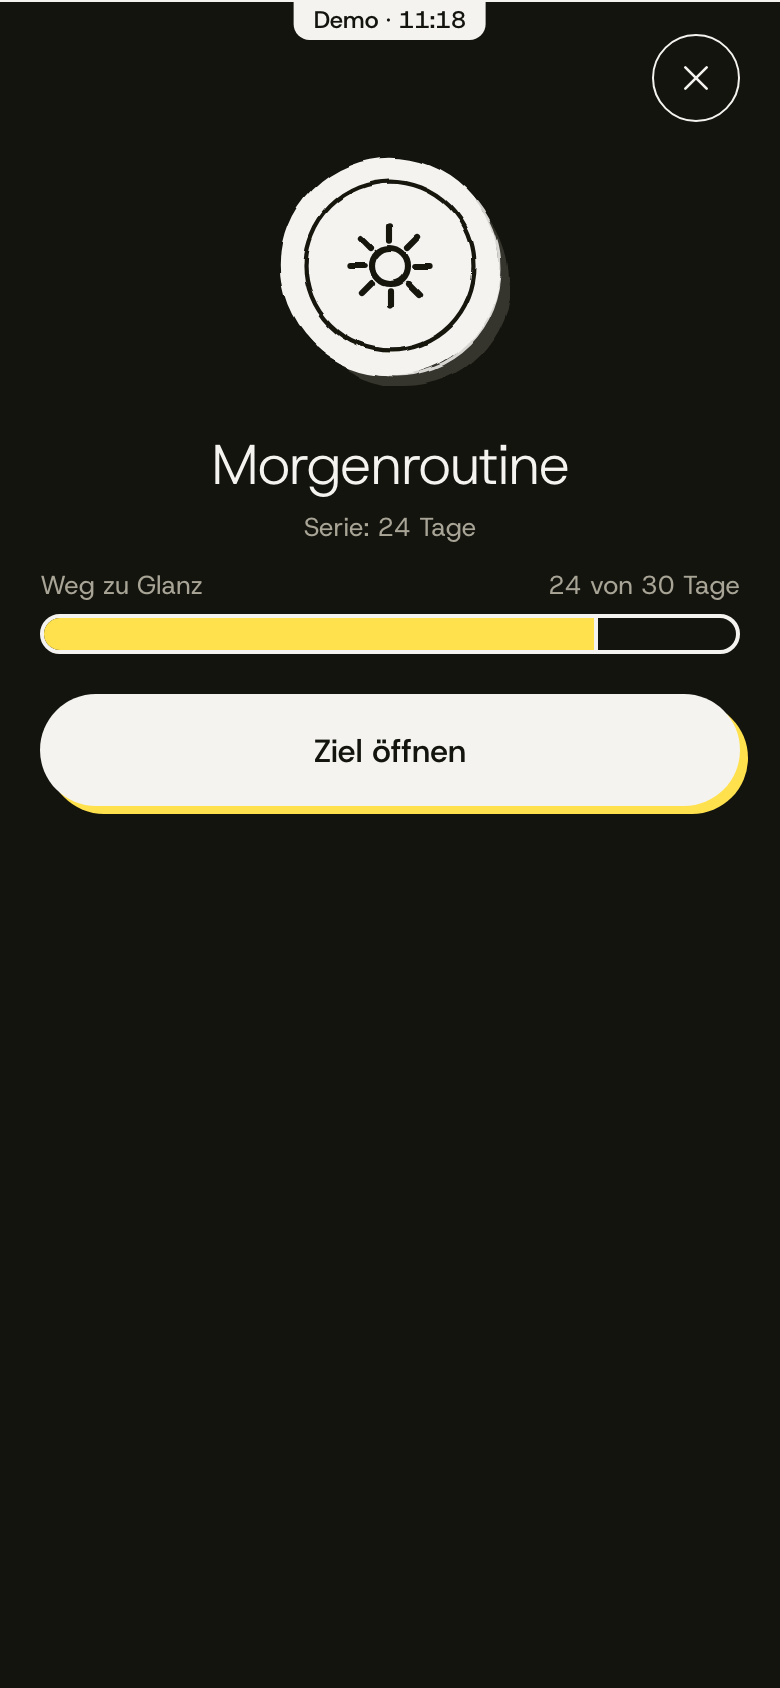 Demo · 11:18
Morgenroutine
Serie: 24 Tage
Weg zu Glanz
24 von 30 Tage
Ziel öffnen